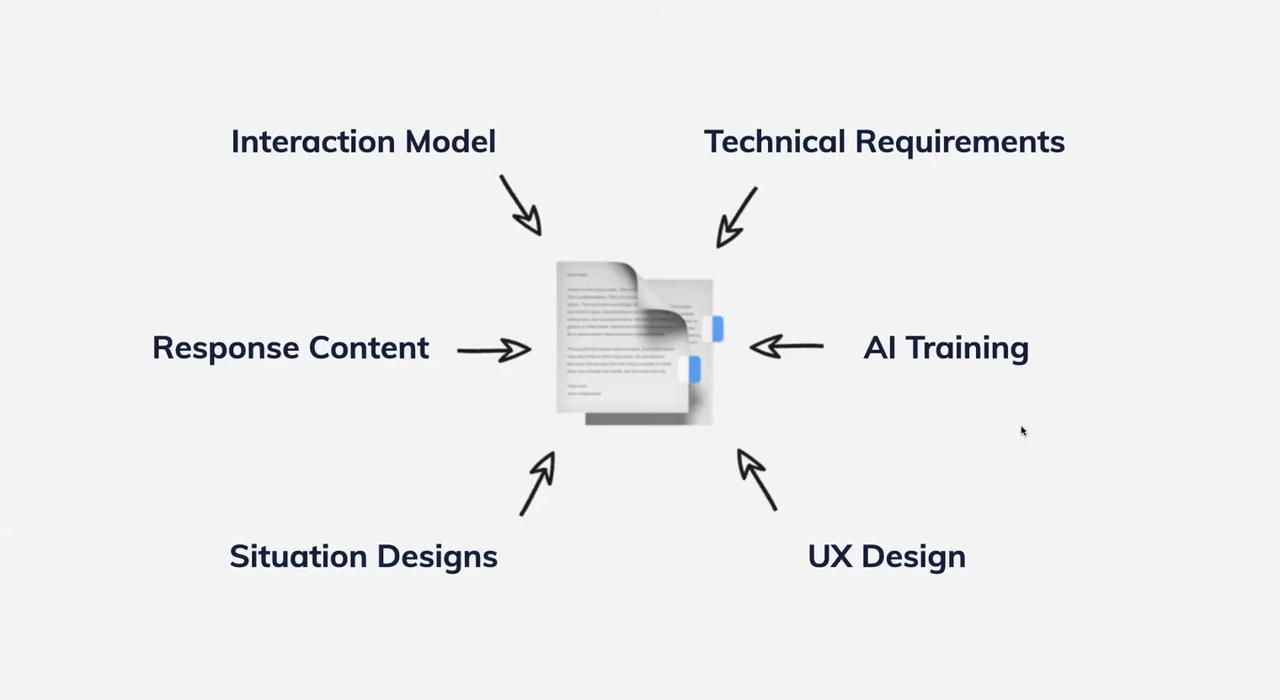 Interaction Model
Technical Requirements
Response Content
AI Training
Situation Designs
UX Design